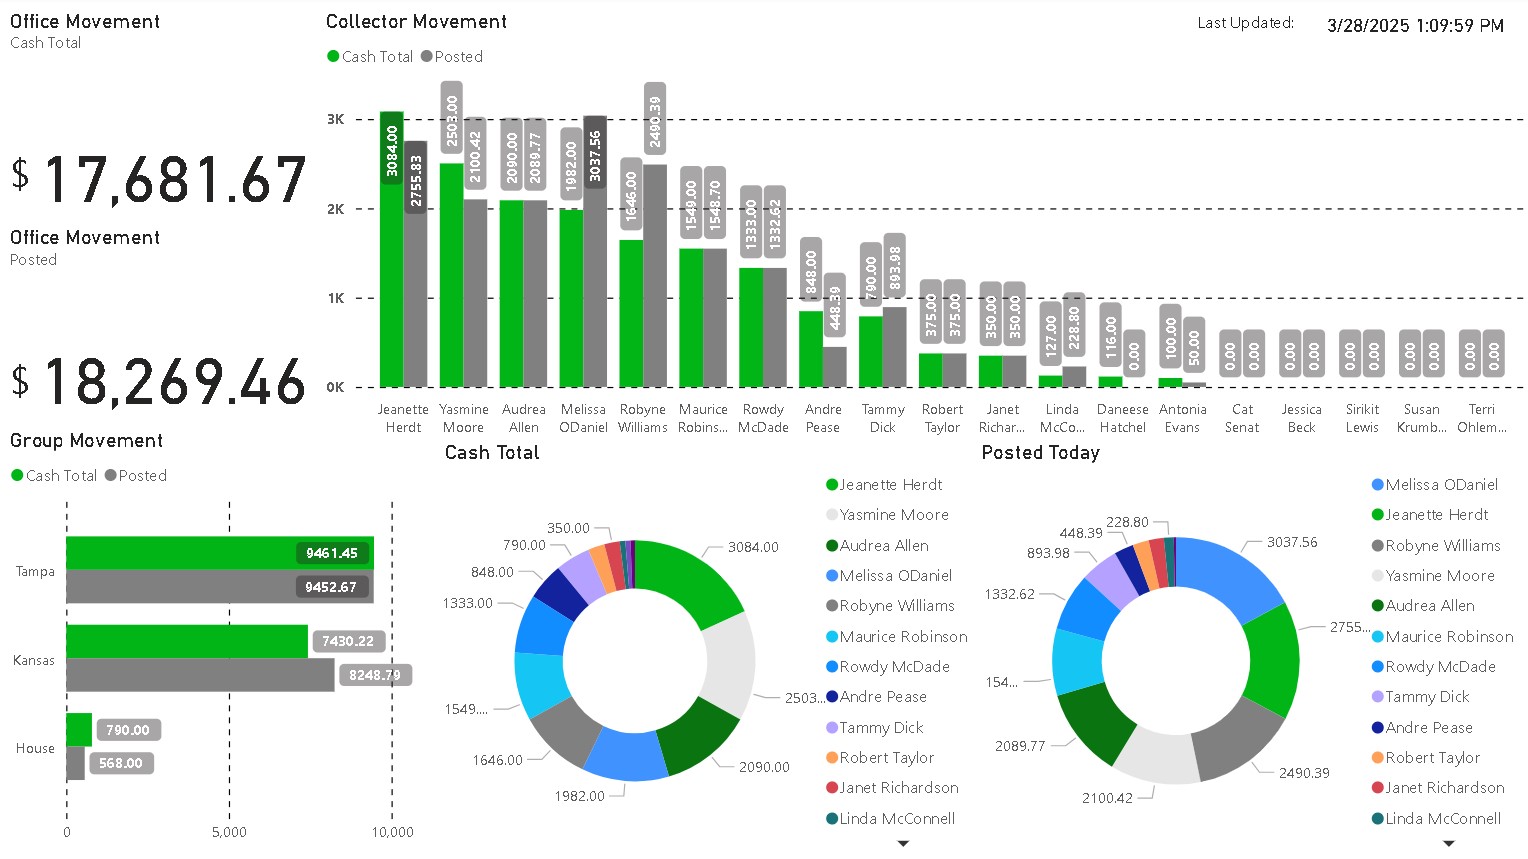 Office Movement
Cash Total
$ 17,681.67
Office Movement
Posted
$ 18,269.46
Collector Movement
Cash Total Posted
Last Updated: 3/28/2025 1:09:59 PM
3K
2K
1K
0K
3084.00 2755.83
2503.00 2100.42
2090.00 2089.77
1982.00 3037.56
1646.00 2490.39
1549.00 1548.70
1333.00 1332.62
848.00 448.39
790.00 893.98
375.00 375.00
350.00 350.00
127.00 228.80
116.00 0.00
100.00 50.00
0.00 0.00
0.00 0.00
0.00 0.00
0.00 0.00
0.00 0.00
Jeanette Herdt
Yasmine Moore
Audrea Allen
Melissa ODaniel
Robyne Williams
Maurice Robins...
Rowdy McDade
Andre Pease
Tammy Dick
Robert Taylor
Janet Richar...
Linda McCo...
Daneese Hatchel
Antonia Evans
Cat Senat
Jessica Beck
Sirikit Lewis
Susan Krumb...
Terri Ohlem...
Group Movement
Cash Total Posted
Tampa
9461.45
9452.67
Kansas
7430.22
8248.79
House
790.00
568.00
0 5,000 10,000
Cash Total
350.00
790.00
848.00
1333.00
1549....
1646.00
1982.00
2090.00
2503...
3084.00
Jeanette Herdt
Yasmine Moore
Audrea Allen
Melissa ODaniel
Robyne Williams
Maurice Robinson
Rowdy McDade
Andre Pease
Tammy Dick
Robert Taylor
Janet Richardson
Linda McConnell
Posted Today
228.80
448.39
893.98
1332.62
154...
2089.77
2100.42
2490.39
2755...
3037.56
Melissa ODaniel
Jeanette Herdt
Robyne Williams
Yasmine Moore
Audrea Allen
Maurice Robinson
Rowdy McDade
Tammy Dick
Andre Pease
Robert Taylor
Janet Richardson
Linda McConnell